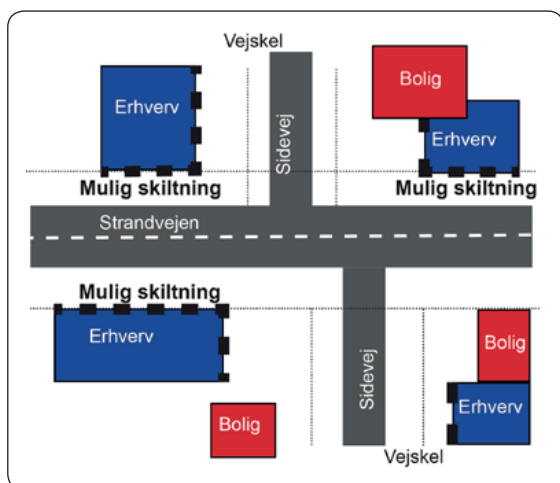 Vejskel
Erhverv
Sidevej
Bolig
Erhverv
Mulig skiltning
Mulig skiltning
Strandvejen
Mulig skiltning
Erhverv
Sidevej
Bolig
Erhverv
Bolig
Vejskel